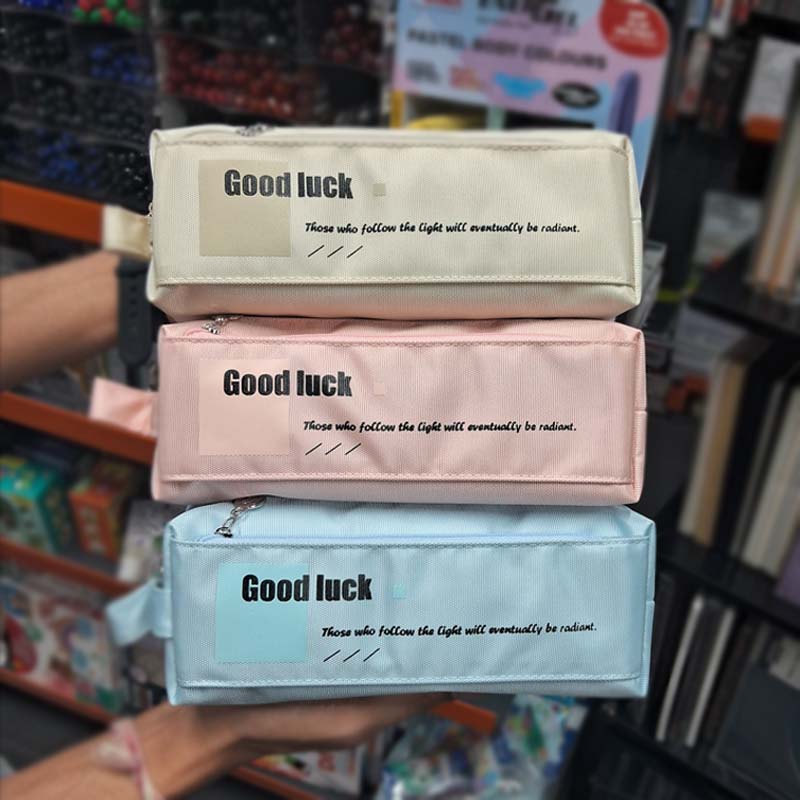 PASTEL BODY COLOURS
Good luck
Those who follow the light will eventually be radiant.
Good luck
Those who follow the light will eventually be radiant.
Good luck
Those who follow the light will eventually be radiant.